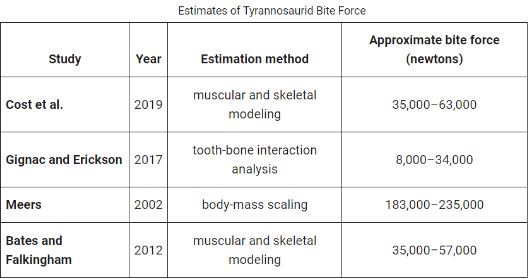 Estimates of Tyrannosaurid Bite Force
Study Year Estimation method Approximate bite force
(newtons)
Cost et al. 2019 muscular and skeletal
modeling 35,000–63,000
Gignac and Erickson 2017 tooth-bone interaction
analysis 8,000–34,000
Meers 2002 body-mass scaling 183,000–235,000
Bates and
Falkingham 2012 muscular and skeletal
modeling 35,000–57,000